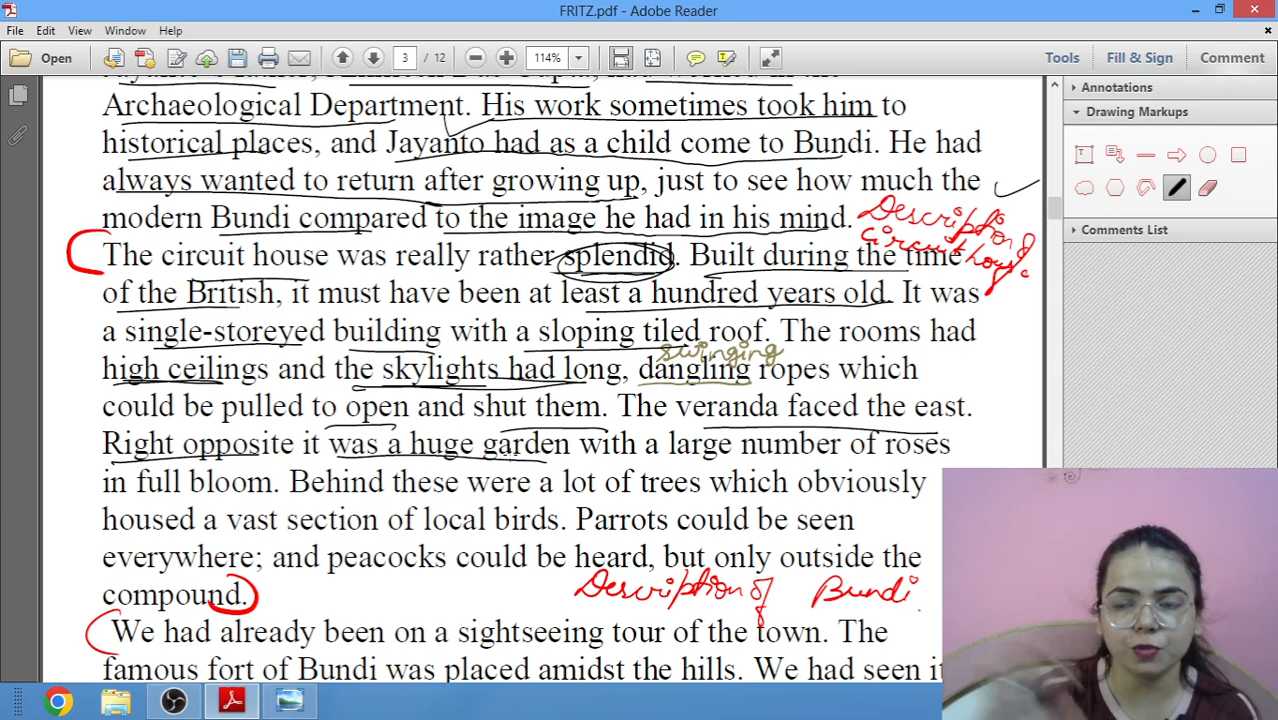 FRITZ.pdf - Adobe Reader
File Edit View Window Help
Open 3 / 12 114% Tools Fill & Sign Comment
Annotations
Drawing Markups
Comments List
Archaeological Department. His work sometimes took him to
historical places, and Jayanto had as a child come to Bundi. He had
always wanted to return after growing up, just to see how much the
modern Bundi compared to the image he had in his mind.
Description of
circuit house
The circuit house was really rather splendid. Built during the time
of the British, it must have been at least a hundred years old. It was
a single-storeyed building with a sloping tiled roof. The rooms had
swinging
high ceilings and the skylights had long, dangling ropes which
could be pulled to open and shut them. The veranda faced the east.
Right opposite it was a huge garden with a large number of roses
in full bloom. Behind these were a lot of trees which obviously
housed a vast section of local birds. Parrots could be seen
everywhere; and peacocks could be heard, but only outside the
compound.
Description of Bundi
We had already been on a sightseeing tour of the town. The
famous fort of Bundi was placed amidst the hills. We had seen it